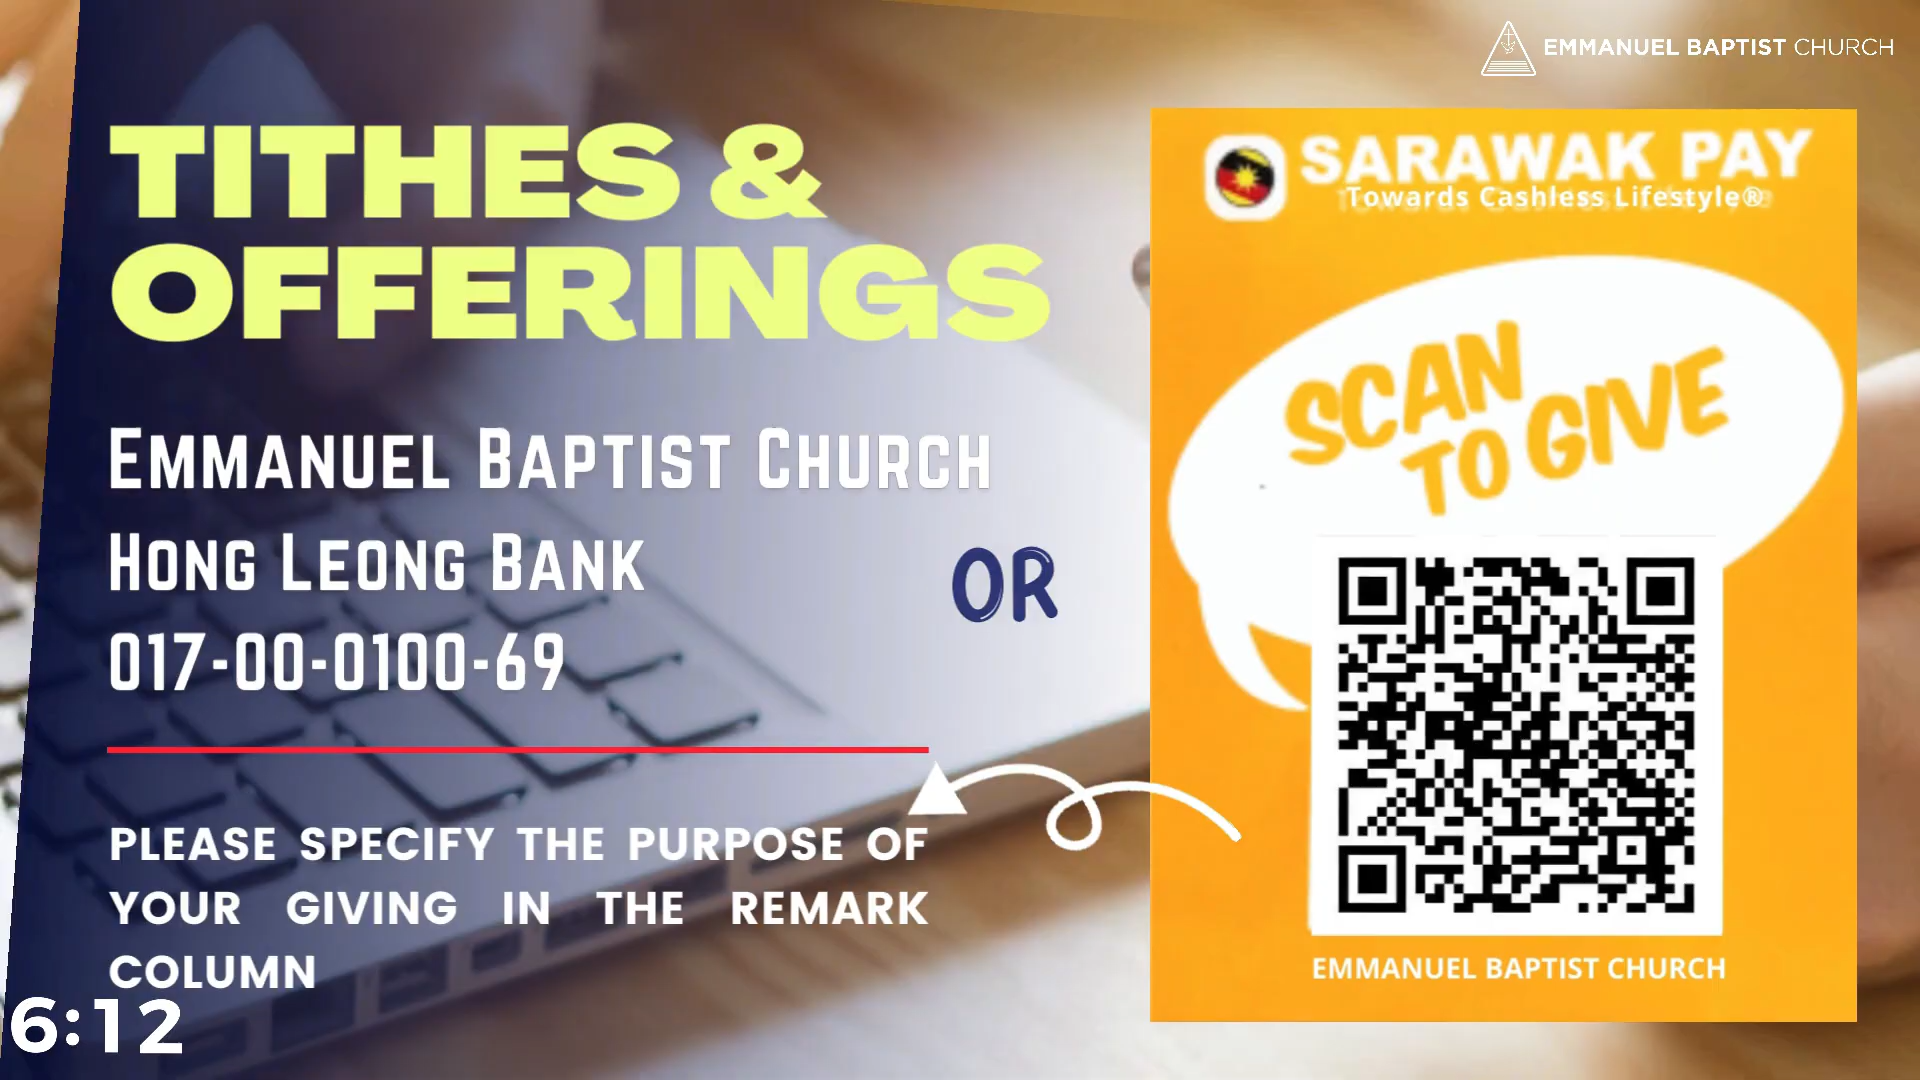 EMMANUEL BAPTIST CHURCH
TITHES &
OFFERINGS
EMMANUEL BAPTIST CHURCH
HONG LEONG BANK
017-00-0100-69
OR
PLEASE SPECIFY THE PURPOSE OF
YOUR GIVING IN THE REMARK
COLUMN
6:12
SARAWAK PAY
Towards Cashless Lifestyle®
SCAN
TO GIVE
EMMANUEL BAPTIST CHURCH